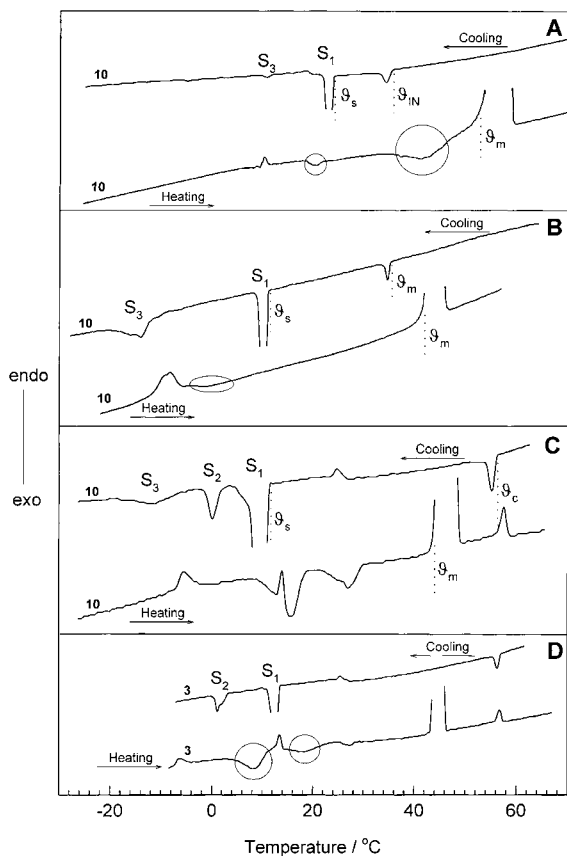 A
Cooling
S3
S1
10
ϑs
ϑIN
ϑm
10
Heating
B
Cooling
S3
S1
10
ϑs
ϑm
ϑm
10
Heating
endo
exo
C
Cooling
S3
S2
S1
10
ϑs
ϑc
ϑm
10
Heating
D
Cooling
S2
S1
3
Heating
3
-20 0 20 40 60
Temperature / °C